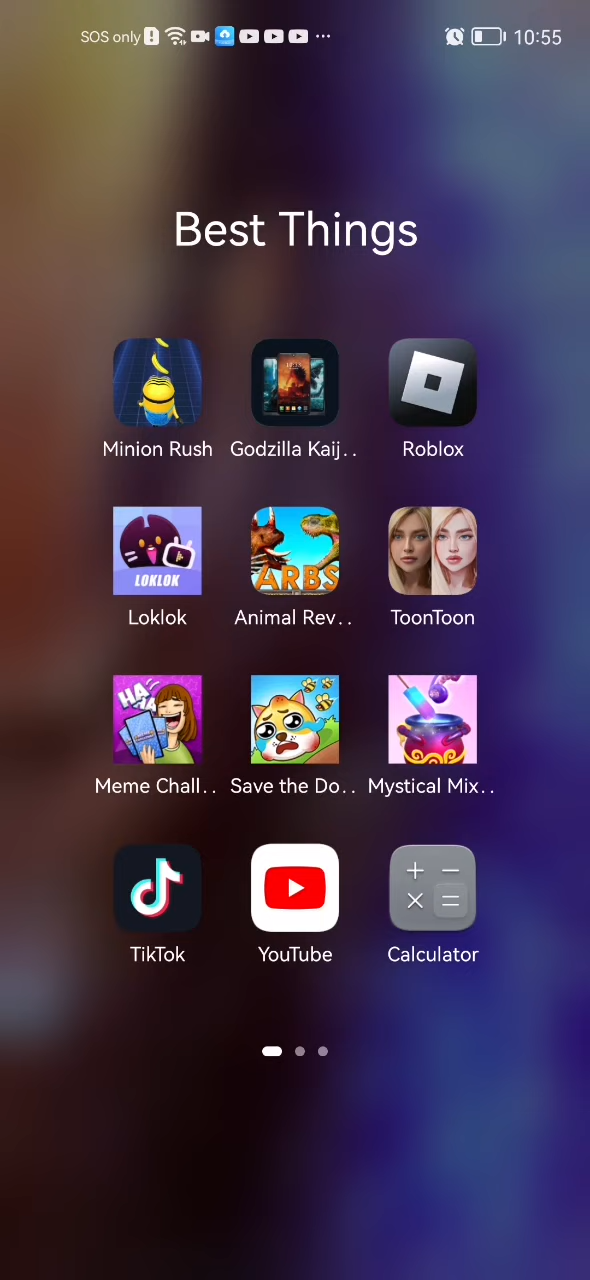 SOS only 10:55
Best Things
Minion Rush Godzilla Kaij.. Roblox
LOKLOK ARBS
Loklok Animal Rev.. ToonToon
HA HA
Meme Chall.. Save the Do.. Mystical Mix..
TikTok YouTube Calculator